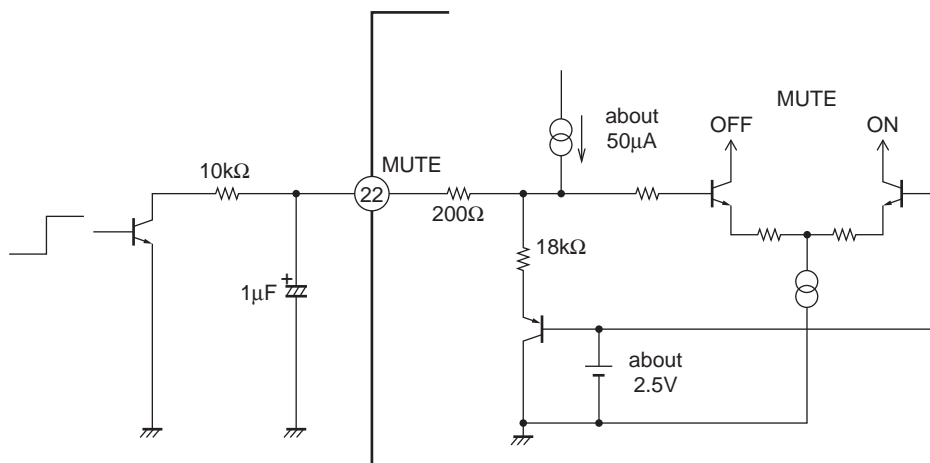 10kΩ
1μF
+
MUTE
22
200Ω
about
50μA
18kΩ
about
2.5V
MUTE
OFF
ON